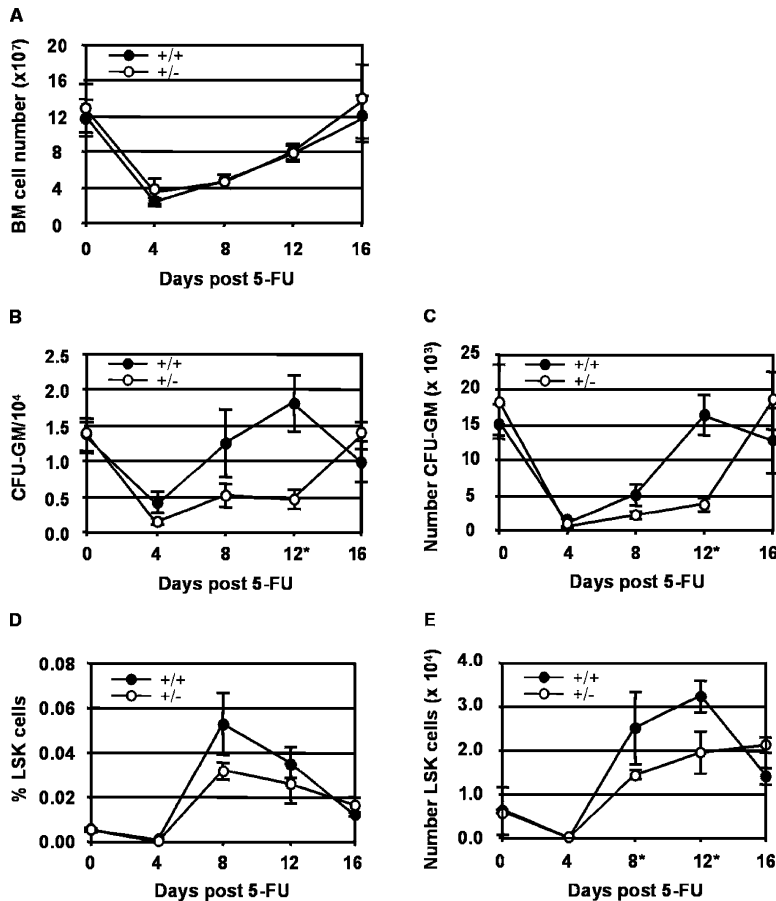 A
BM cell number (x10⁷)
20
16
12
8
4
0
+/+
+/-
0 4 8 12 16
Days post 5-FU
B
CFU-GM/10⁴
2.5
2.0
1.5
1.0
0.5
0.0
+/+
+/-
0 4 8 12* 16
Days post 5-FU
C
Number CFU-GM (x 10³)
25
20
15
10
5
0
+/+
+/-
0 4 8 12* 16
Days post 5-FU
D
% LSK cells
0.08
0.06
0.04
0.02
0.00
+/+
+/-
0 4 8 12 16
Days post 5-FU
E
Number LSK cells (x 10⁴)
4.0
3.0
2.0
1.0
0.0
+/+
+/-
0 4 8* 12* 16
Days post 5-FU